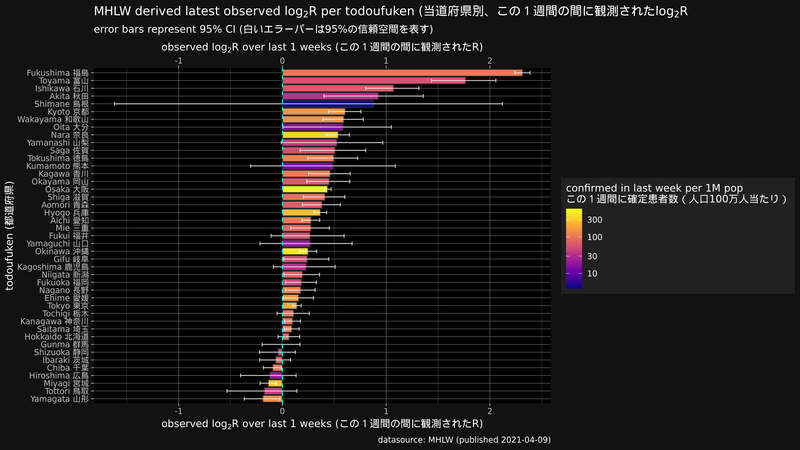 MHLW derived latest observed log2R per todoufuken (当道府県別、この１週間の間に観測されたlog2R
error bars represent 95% CI (白いエラーバーは95%の信頼空間を表す)
observed log2R over last 1 weeks (この１週間の間に観測されたR)
-1 0 1 2
todoufuken (都道府県)
Fukushima 福島
Toyama 富山
Ishikawa 石川
Akita 秋田
Shimane 島根
Kyoto 京都
Wakayama 和歌山
Oita 大分
Nara 奈良
Yamanashi 山梨
Saga 佐賀
Tokushima 徳島
Kumamoto 熊本
Kagawa 香川
Okayama 岡山
Osaka 大阪
Shiga 滋賀
Aomori 青森
Hyogo 兵庫
Aichi 愛知
Mie 三重
Fukui 福井
Yamaguchi 山口
Okinawa 沖縄
Gifu 岐阜
Kagoshima 鹿児島
Niigata 新潟
Fukuoka 福岡
Nagano 長野
Ehime 愛媛
Tokyo 東京
Tochigi 栃木
Kanagawa 神奈川
Saitama 埼玉
Hokkaido 北海道
Gunma 群馬
Shizuoka 静岡
Ibaraki 茨城
Chiba 千葉
Hiroshima 広島
Miyagi 宮城
Tottori 鳥取
Yamagata 山形
-1 0 1 2
observed log2R over last 1 weeks (この１週間の間に観測されたR)
confirmed in last week per 1M pop
この１週間に確定患者数 ( 人口100万人当たり )
300
100
30
10
datasource: MHLW (published 2021-04-09)